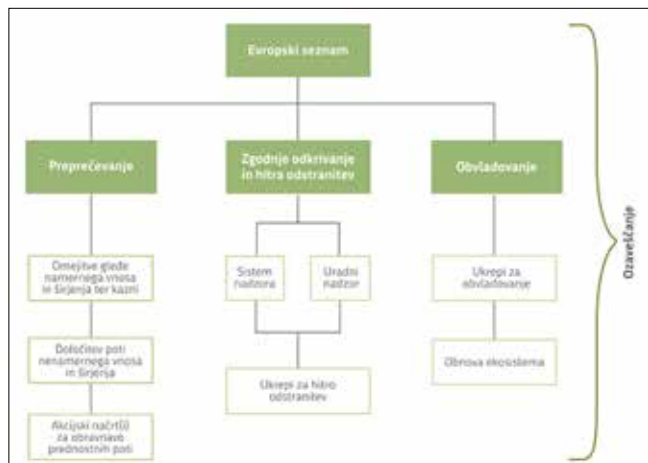 Evropski seznam
Preprečevanje
Zgodnje odkrivanje
in hitra odstranitev
Obvladovanje
Omejitve glede
namernega vnosa
in širjenja ter kazni
Določitev poti
nenamernega vnosa
in širjenja
Akcijski načrt(i)
za obravnavo
prednostnih poti
Sistem
nadzora
Uradni
nadzor
Ukrepi za hitro
odstranitev
Ukrepi za
obvladovanje
Obnova ekosistema
Ozaveščanje